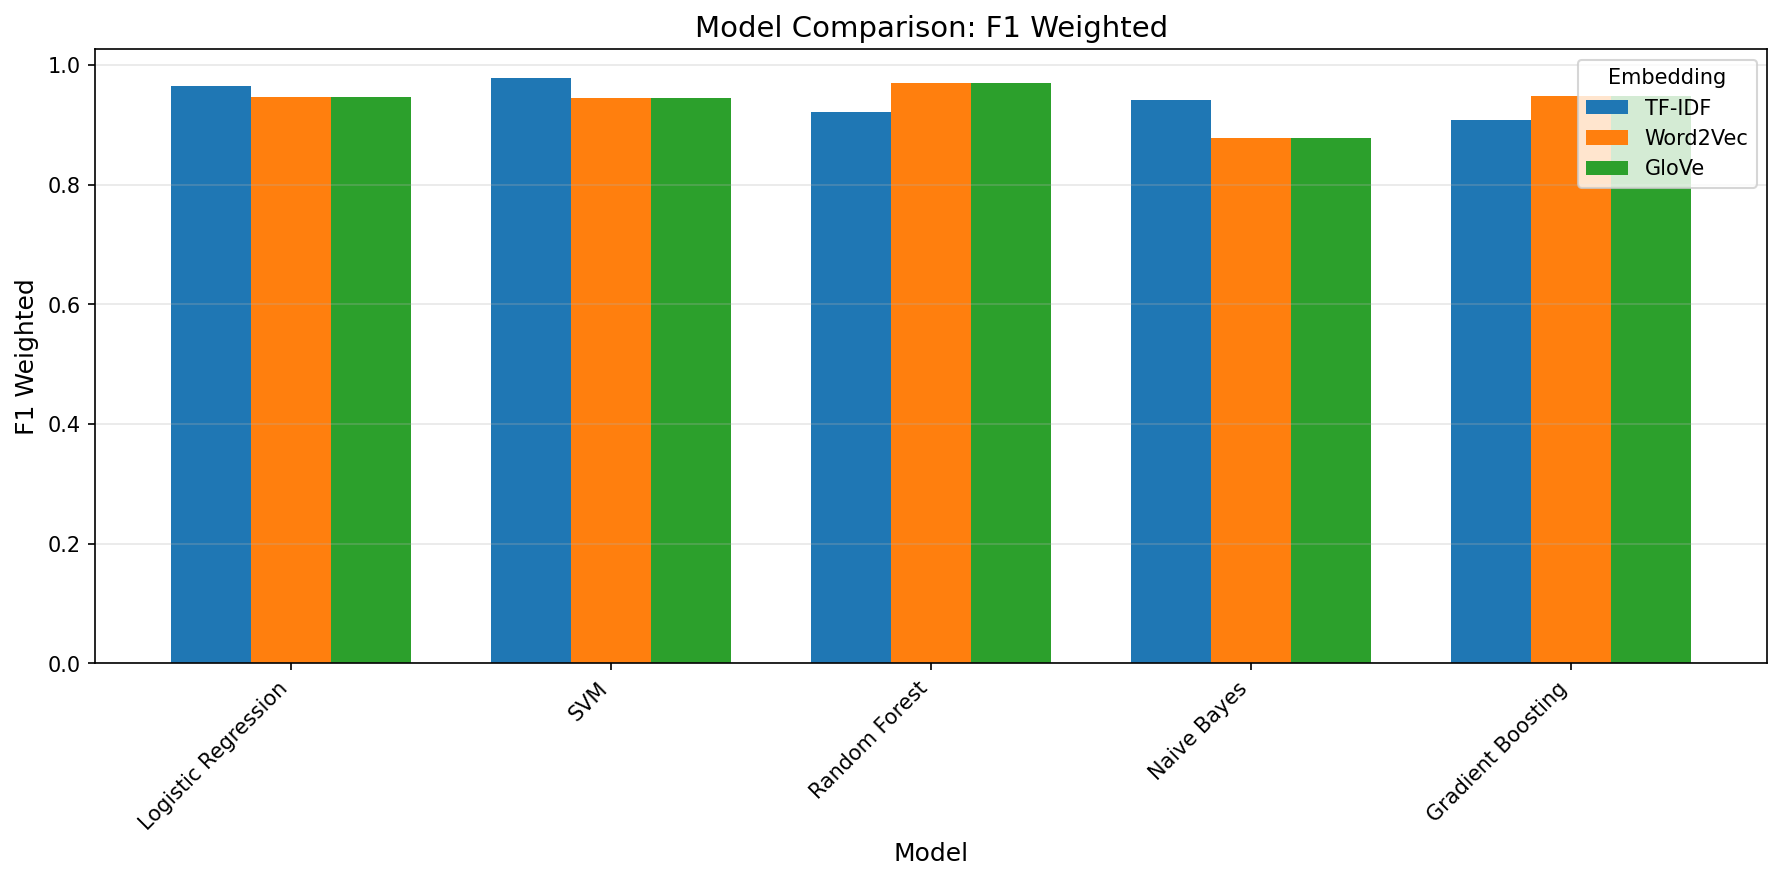 Model Comparison: F1 Weighted
F1 Weighted
1.0
0.8
0.6
0.4
0.2
0.0
Embedding
TF-IDF
Word2Vec
GloVe
Logistic Regression
SVM
Random Forest
Naive Bayes
Gradient Boosting
Model